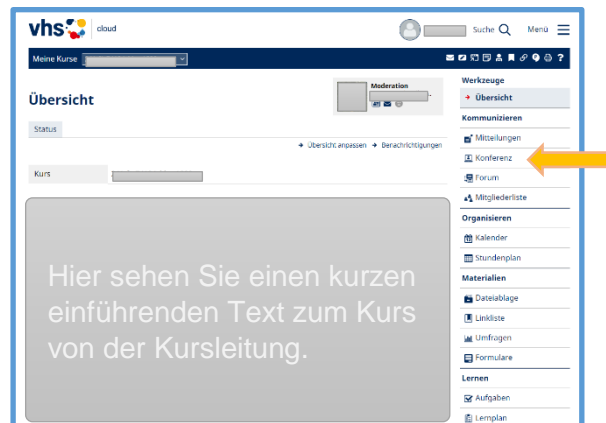 vhs cloud
Suche Menü
Meine Kurse
Übersicht
Moderation
Status
Übersicht anpassen Benachrichtigungen
Kurs
Hier sehen Sie einen kurzen
einführenden Text zum Kurs
von der Kursleitung.
Werkzeuge
Übersicht
Kommunizieren
Mitteilungen
Konferenz
Forum
Mitgliederliste
Organisieren
Kalender
Stundenplan
Materialien
Dateiablage
Linkliste
Umfragen
Formulare
Lernen
Aufgaben
Lernplan